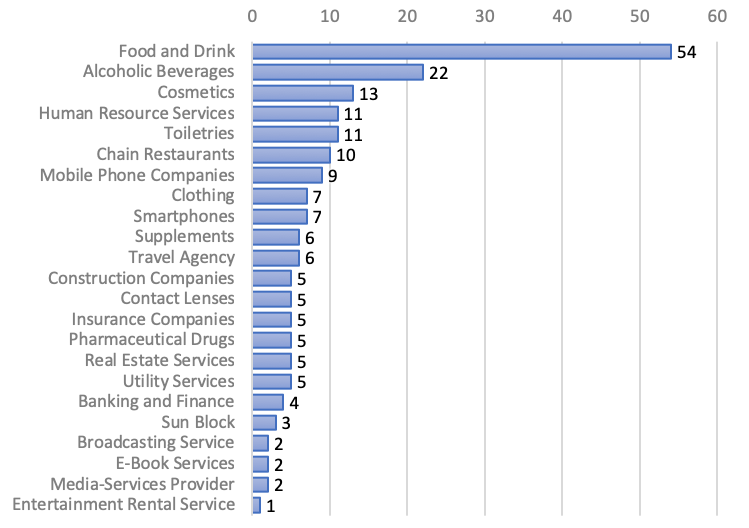 0 10 20 30 40 50 60
Food and Drink 54
Alcoholic Beverages 22
Cosmetics 13
Human Resource Services 11
Toiletries 11
Chain Restaurants 10
Mobile Phone Companies 9
Clothing 7
Smartphones 7
Supplements 6
Travel Agency 6
Construction Companies 5
Contact Lenses 5
Insurance Companies 5
Pharmaceutical Drugs 5
Real Estate Services 5
Utility Services 5
Banking and Finance 4
Sun Block 3
Broadcasting Service 2
E-Book Services 2
Media-Services Provider 2
Entertainment Rental Service 1